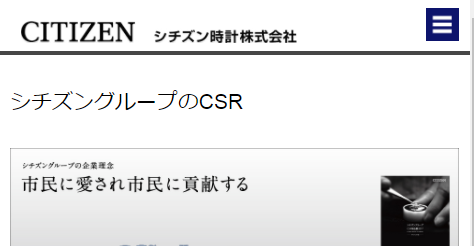 CITIZEN シチズン時計株式会社
シチズングループのCSR
シチズングループの企業理念
市民に愛され市民に貢献する